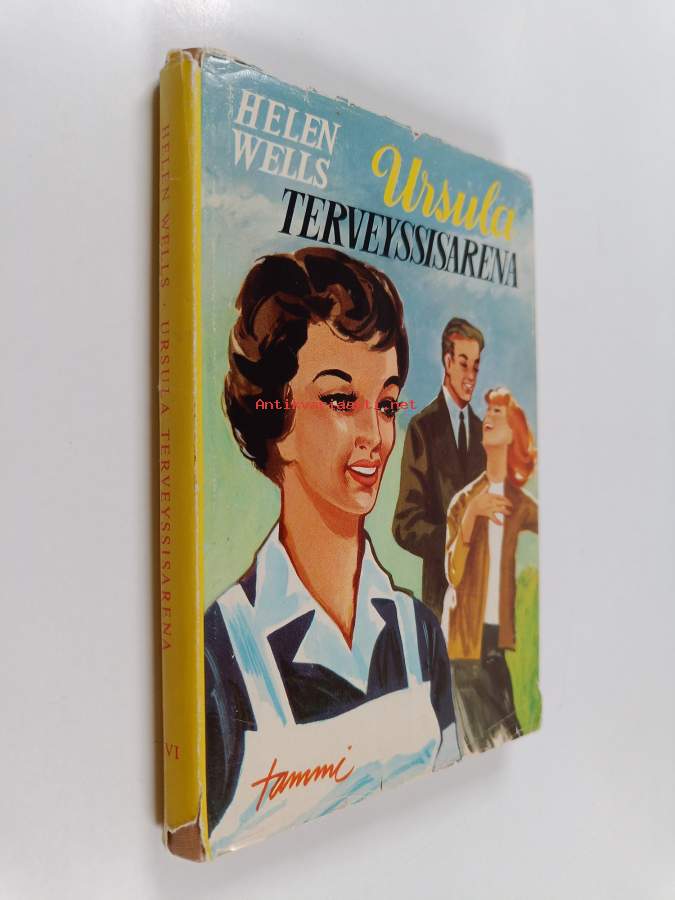 HELEN
WELLS
Ursula
TERVEYSSISARENA
tammi
HELEN WELLS · URSULA TERVEYSSISARENA
VI
Antikvariaatti.net